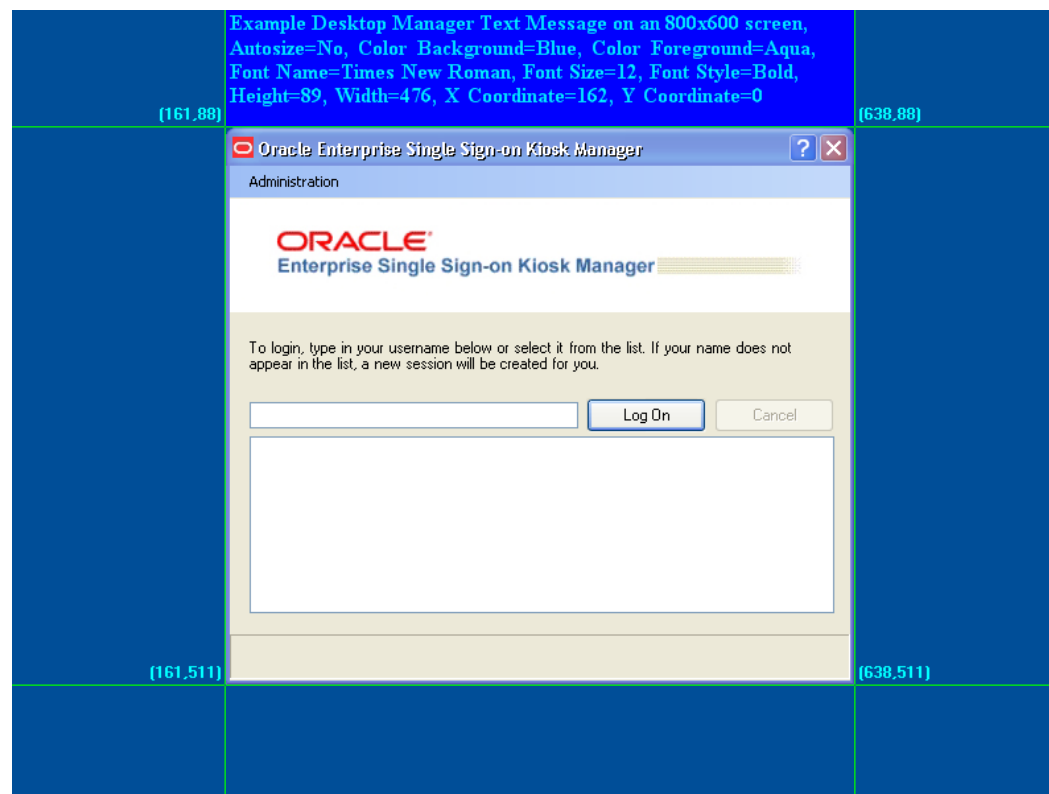 Example Desktop Manager Text Message on an 800x600 screen,
Autosize=No, Color Background=Blue, Color Foreground=Aqua,
Font Name=Times New Roman, Font Size=12, Font Style=Bold,
Height=89, Width=476, X Coordinate=162, Y Coordinate=0
(161,88)
(638,88)
Oracle Enterprise Single Sign-on Kiosk Manager
Administration
ORACLE
Enterprise Single Sign-on Kiosk Manager
To login, type in your username below or select it from the list. If your name does not
appear in the list, a new session will be created for you.
Log On
Cancel
(161,511)
(638,511)